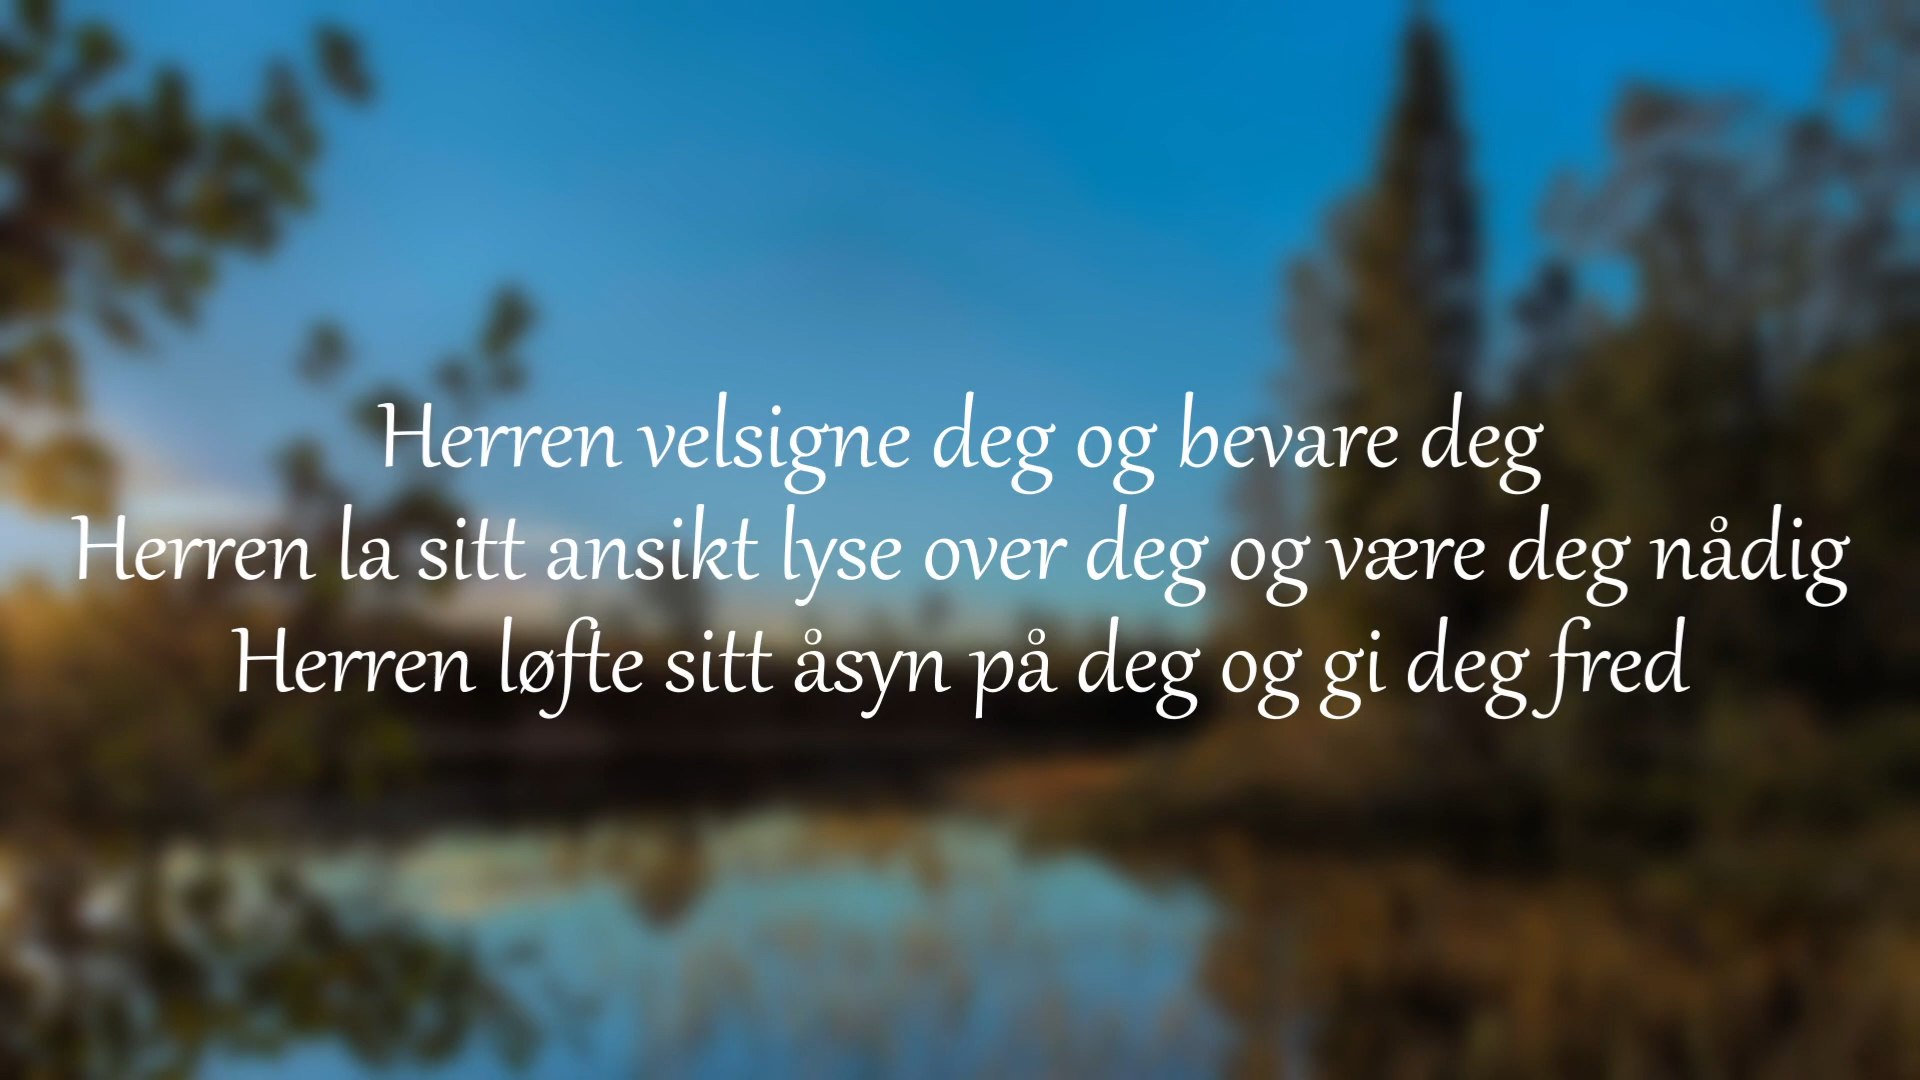 Herren velsigne deg og bevare deg
Herren la sitt ansikt lyse over deg og være deg nådig
Herren løfte sitt åsyn på deg og gi deg fred